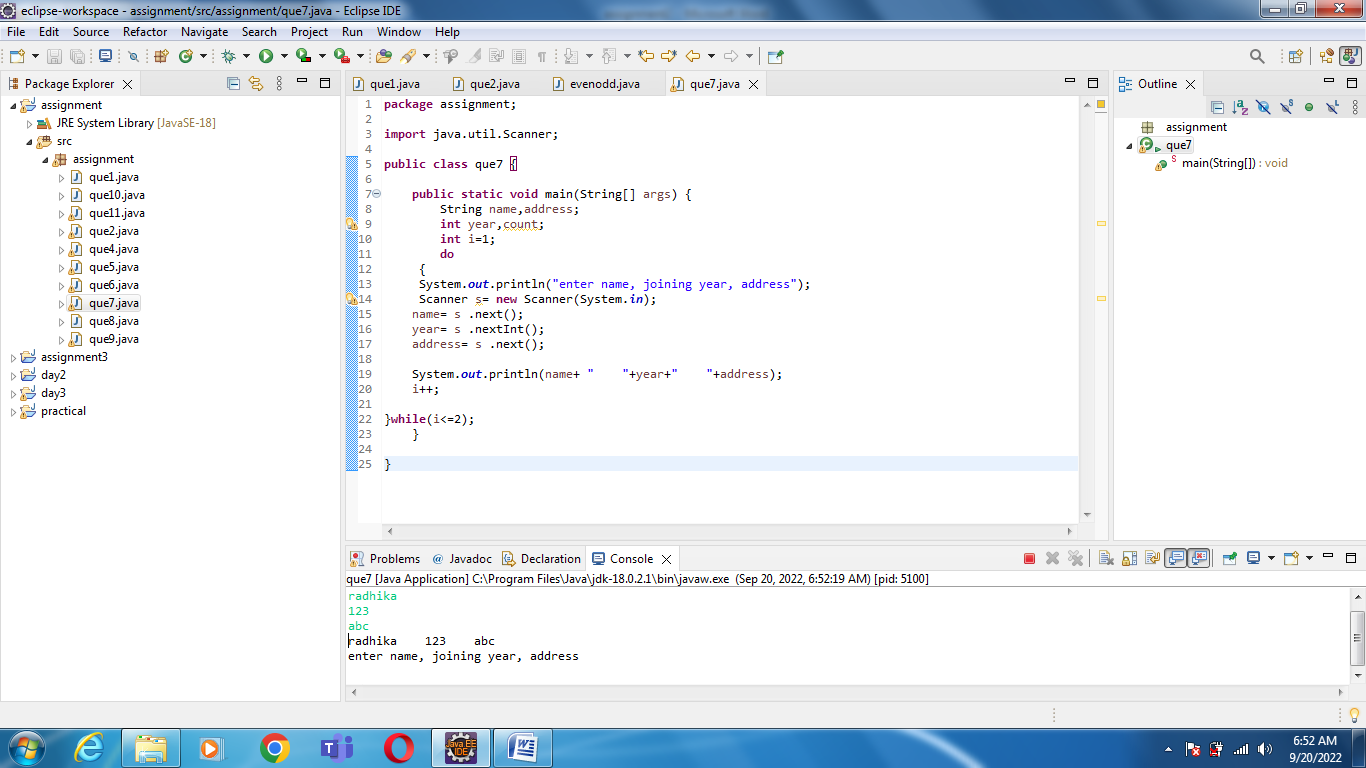 eclipse-workspace - assignment/src/assignment/que7.java - Eclipse IDE
File Edit Source Refactor Navigate Search Project Run Window Help
Package Explorer
assignment
JRE System Library [JavaSE-18]
src
assignment
que1.java
que10.java
que11.java
que2.java
que4.java
que5.java
que6.java
que7.java
que8.java
que9.java
assignment3
day2
day3
practical
que1.java que2.java evenodd.java que7.java
1 package assignment;
2
3 import java.util.Scanner;
4
5 public class que7 {
6
7 public static void main(String[] args) {
8 String name,address;
9 int year,count;
10 int i=1;
11 do
12 {
13 System.out.println("enter name, joining year, address");
14 Scanner s= new Scanner(System.in);
15 name= s .next();
16 year= s .nextInt();
17 address= s .next();
18
19 System.out.println(name+ "    "+year+"    "+address);
20 i++;
21
22 }while(i<=2);
23 }
24
25 }
Outline
assignment
que7
main(String[]) : void
Problems @ Javadoc Declaration Console
que7 [Java Application] C:\Program Files\Java\jdk-18.0.2.1\bin\javaw.exe (Sep 20, 2022, 6:52:19 AM) [pid: 5100]
radhika
123
abc
radhika    123    abc
enter name, joining year, address
Java EE
IDE
6:52 AM
9/20/2022